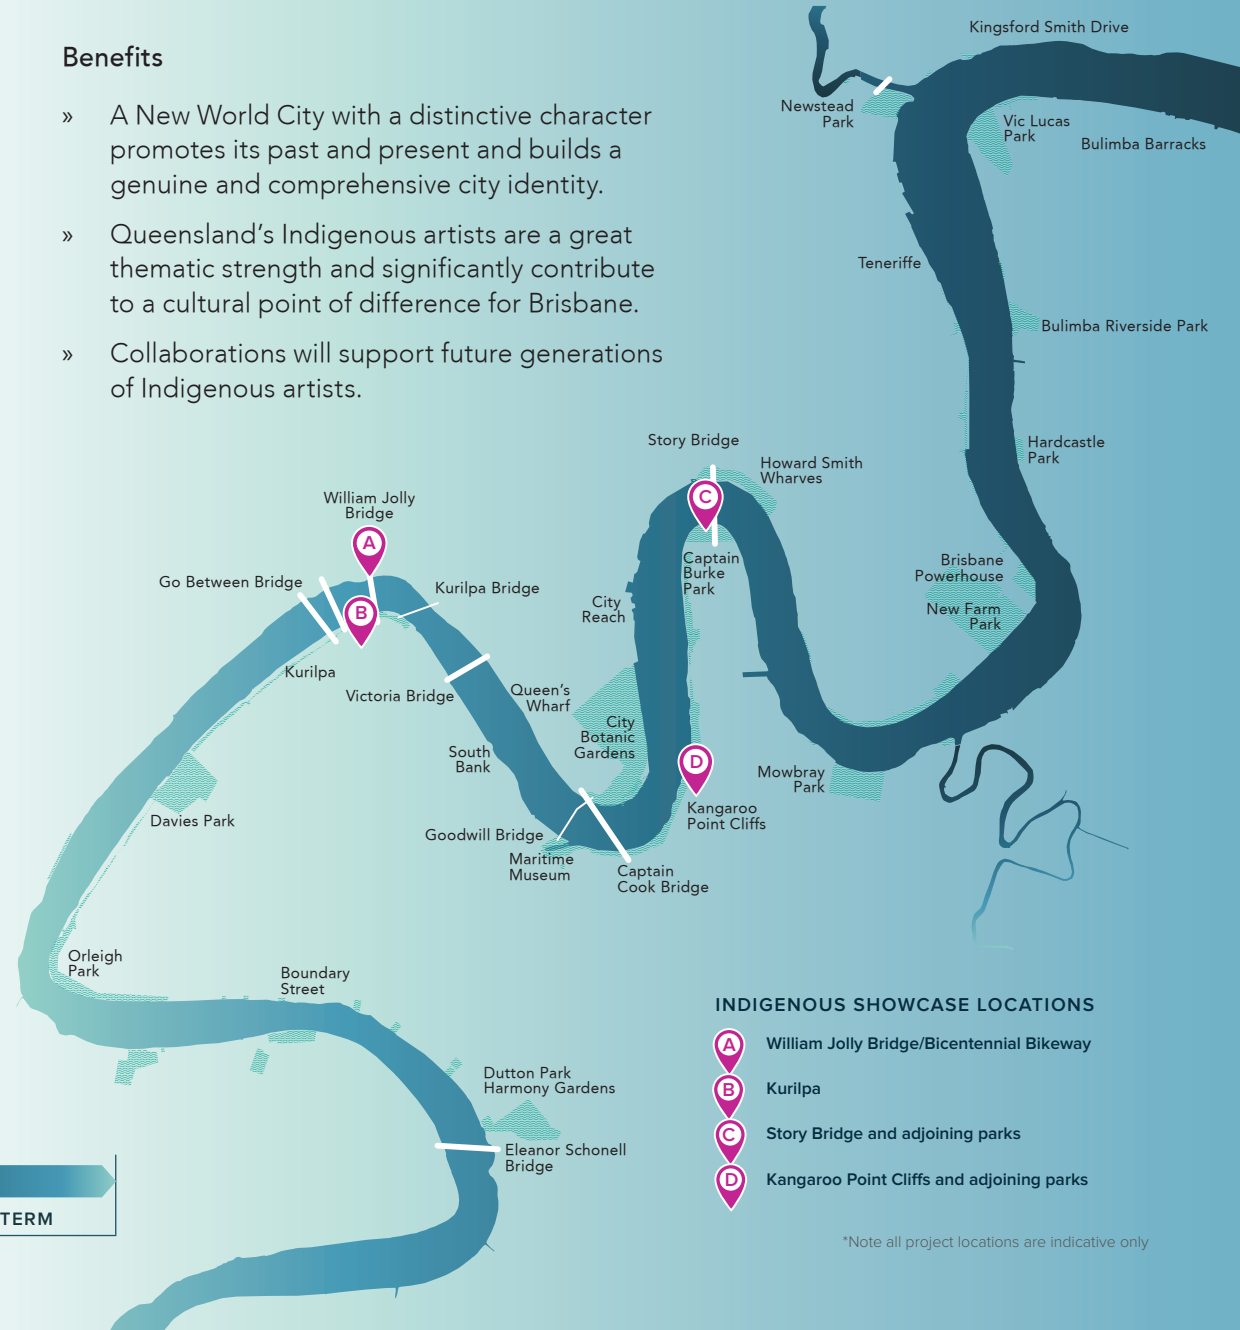 Benefits
» A New World City with a distinctive character
promotes its past and present and builds a
genuine and comprehensive city identity.
» Queensland’s Indigenous artists are a great
thematic strength and significantly contribute
to a cultural point of difference for Brisbane.
» Collaborations will support future generations
of Indigenous artists.
Kingsford Smith Drive
Newstead
Park
Vic Lucas
Park
Bulimba Barracks
Teneriffe
Bulimba Riverside Park
Hardcastle
Park
Story Bridge
Howard Smith
Wharves
C
William Jolly
Bridge
A
Captain
Burke
Park
Brisbane
Powerhouse
Go Between Bridge
Kurilpa Bridge
City
Reach
New Farm
Park
B
Kurilpa
Victoria Bridge
Queen’s
Wharf
City
Botanic
Gardens
South
Bank
D
Mowbray
Park
Kangaroo
Point Cliffs
Davies Park
Goodwill Bridge
Maritime
Museum
Captain
Cook Bridge
Orleigh
Park
Boundary
Street
Dutton Park
Harmony Gardens
Eleanor Schonell
Bridge
TERM
INDIGENOUS SHOWCASE LOCATIONS
A William Jolly Bridge/Bicentennial Bikeway
B Kurilpa
C Story Bridge and adjoining parks
D Kangaroo Point Cliffs and adjoining parks
*Note all project locations are indicative only